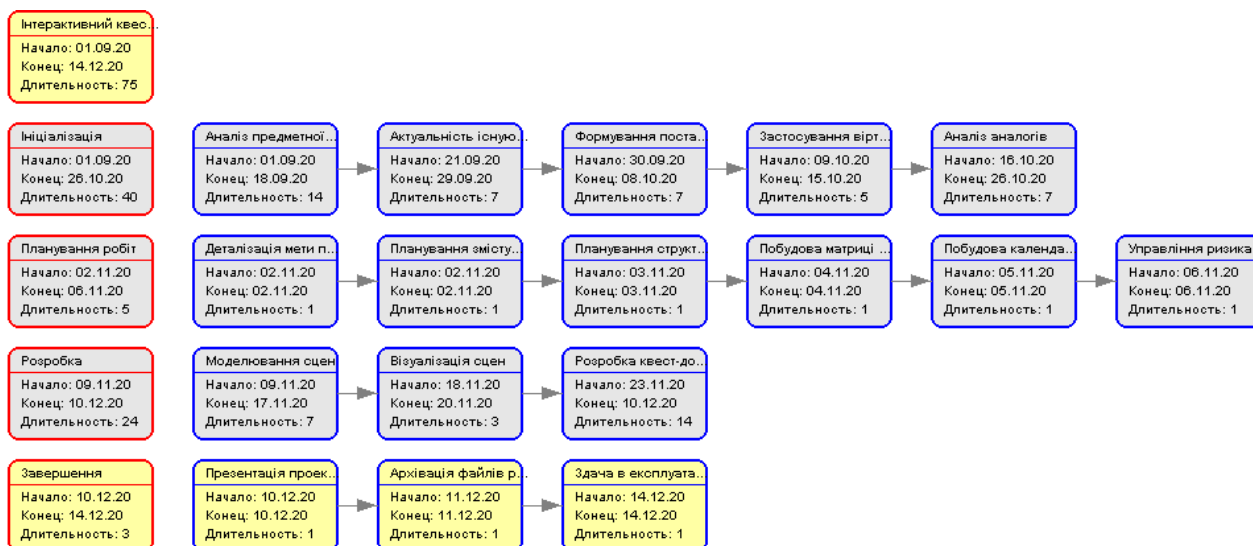 Інтерактивний квес...
Начало: 01.09.20
Конец: 14.12.20
Длительность: 75
Ініціалізація
Начало: 01.09.20
Конец: 26.10.20
Длительность: 40
Аналіз предметної...
Начало: 01.09.20
Конец: 18.09.20
Длительность: 14
Актуальність існую...
Начало: 21.09.20
Конец: 29.09.20
Длительность: 7
Формування поста...
Начало: 30.09.20
Конец: 08.10.20
Длительность: 7
Застосування вірт...
Начало: 09.10.20
Конец: 15.10.20
Длительность: 5
Аналіз аналогів
Начало: 16.10.20
Конец: 26.10.20
Длительность: 7
Планування робіт
Начало: 02.11.20
Конец: 06.11.20
Длительность: 5
Деталізація мети п...
Начало: 02.11.20
Конец: 02.11.20
Длительность: 1
Планування змісту...
Начало: 02.11.20
Конец: 02.11.20
Длительность: 1
Планування структ...
Начало: 03.11.20
Конец: 03.11.20
Длительность: 1
Побудова матриці ...
Начало: 04.11.20
Конец: 04.11.20
Длительность: 1
Побудова календа...
Начало: 05.11.20
Конец: 05.11.20
Длительность: 1
Управління ризика
Начало: 06.11.20
Конец: 06.11.20
Длительность: 1
Розробка
Начало: 09.11.20
Конец: 10.12.20
Длительность: 24
Моделювання сцен
Начало: 09.11.20
Конец: 17.11.20
Длительность: 7
Візуалізація сцен
Начало: 18.11.20
Конец: 20.11.20
Длительность: 3
Розробка квест-до...
Начало: 23.11.20
Конец: 10.12.20
Длительность: 14
Завершення
Начало: 10.12.20
Конец: 14.12.20
Длительность: 3
Презентація проек...
Начало: 10.12.20
Конец: 10.12.20
Длительность: 1
Архівація файлів р...
Начало: 11.12.20
Конец: 11.12.20
Длительность: 1
Здача в експлуата...
Начало: 14.12.20
Конец: 14.12.20
Длительность: 1